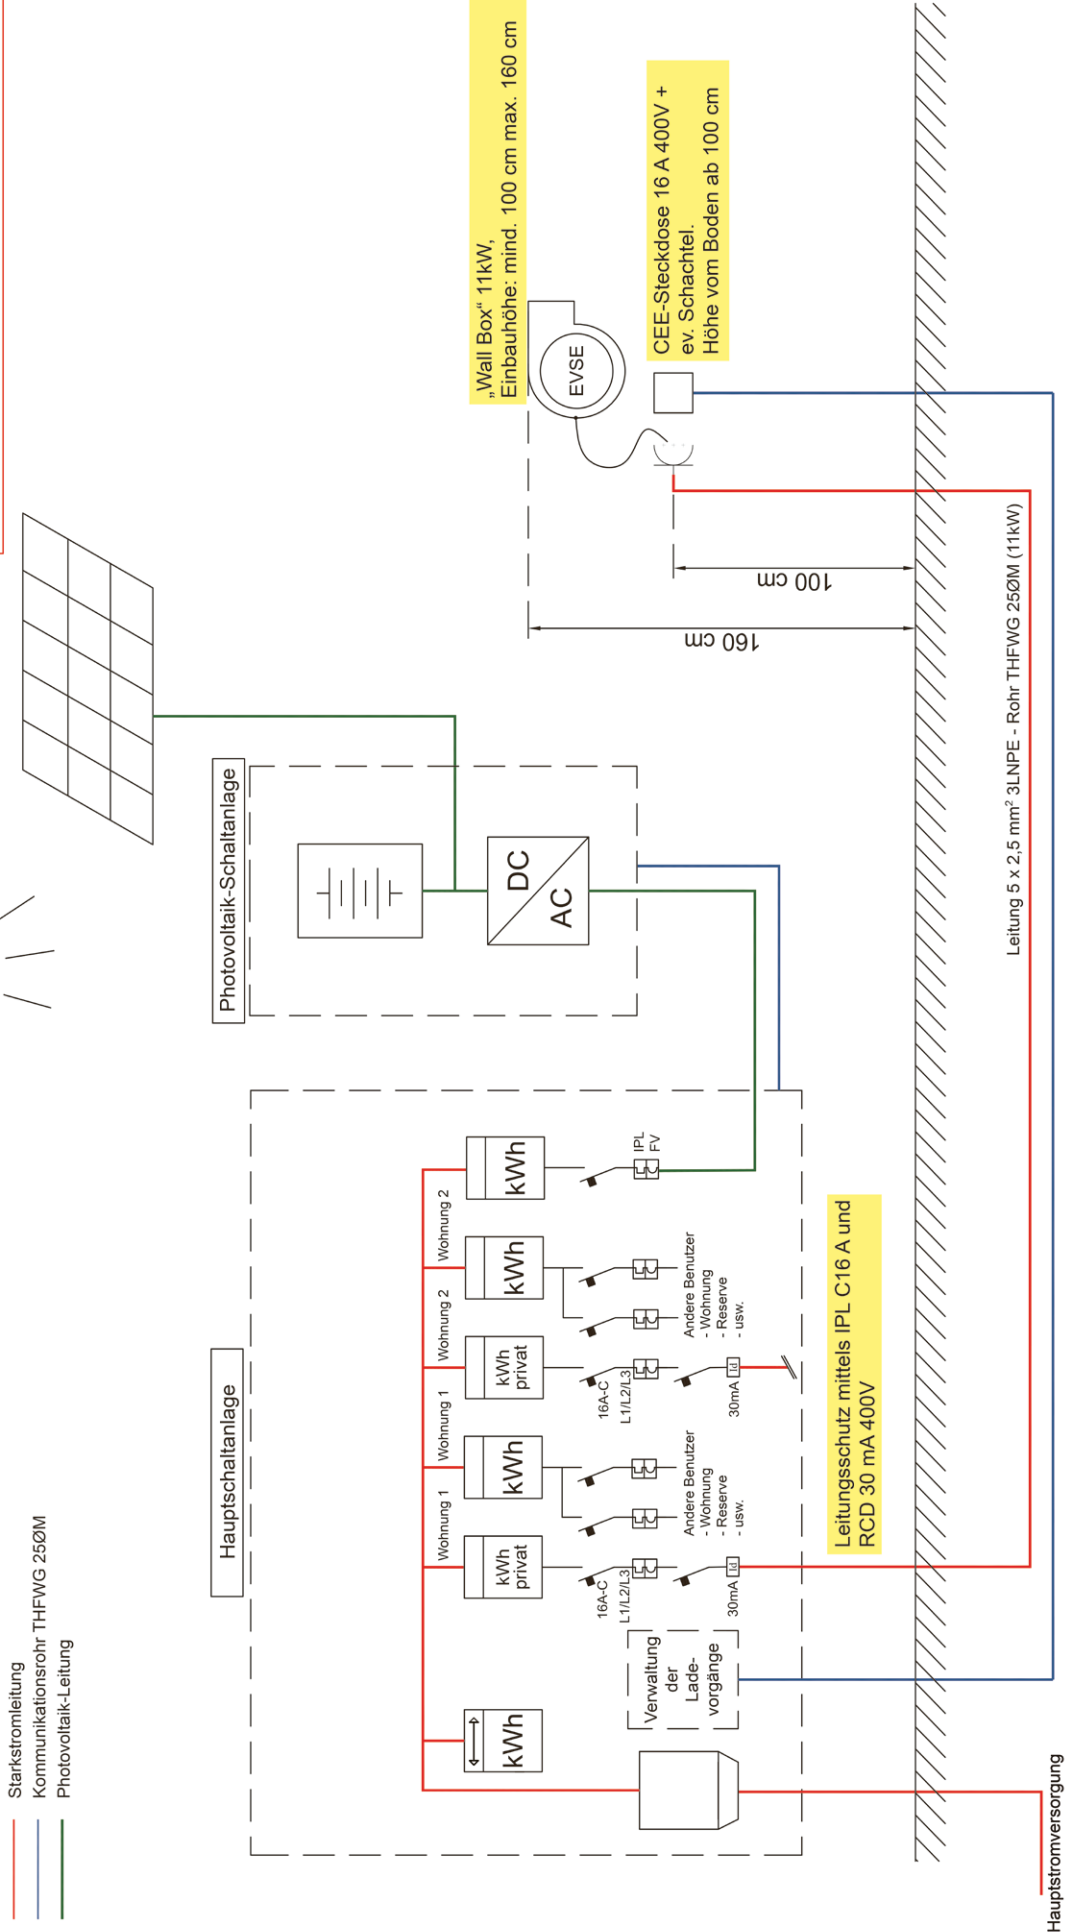 Starkstromleitung
Kommunikationsrohr THFWG 25ØM
Photovoltaik-Leitung
Hauptschaltanlage
Photovoltaik-Schaltanlage
Wohnung 1
Wohnung 1
Wohnung 2
Wohnung 2
kWh
kWh
privat
kWh
kWh
privat
kWh
kWh
16A-C
L1/L2/L3
30mA
Id
Andere Benutzer
- Wohnung
- Reserve
- usw.
16A-C
L1/L2/L3
30mA
Id
Andere Benutzer
- Wohnung
- Reserve
- usw.
IPL
FV
Verwaltung
der
Lade-
vorgänge
Leitungsschutz mittels IPL C16 A und
RCD 30 mA 400V
DC
AC
„Wall Box“ 11kW,
Einbauhöhe: mind. 100 cm max. 160 cm
EVSE
CEE-Steckdose 16 A 400V +
ev. Schachtel.
Höhe vom Boden ab 100 cm
160 cm
100 cm
Leitung 5 x 2,5 mm² 3LNPE - Rohr THFWG 25ØM (11kW)
Hauptstromversorgung